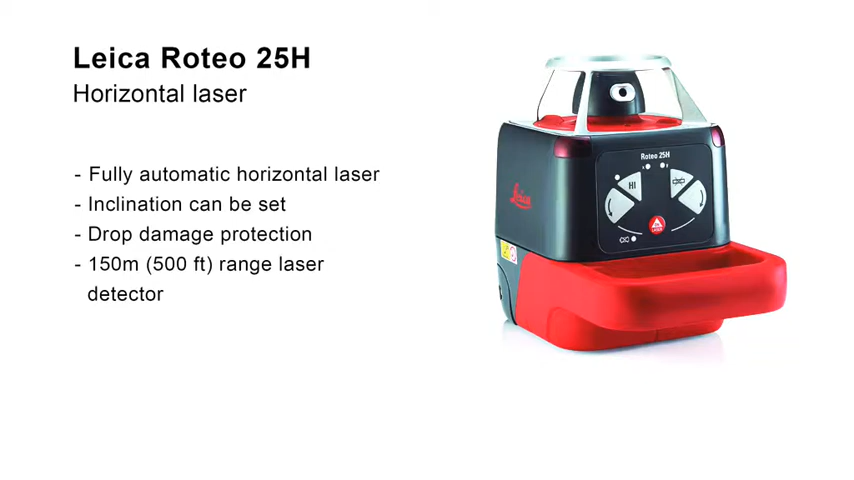 Leica Roteo 25H
Horizontal laser
- Fully automatic horizontal laser
- Inclination can be set
- Drop damage protection
- 150m (500 ft) range laser
detector
Roteo 25H
HI
Leica